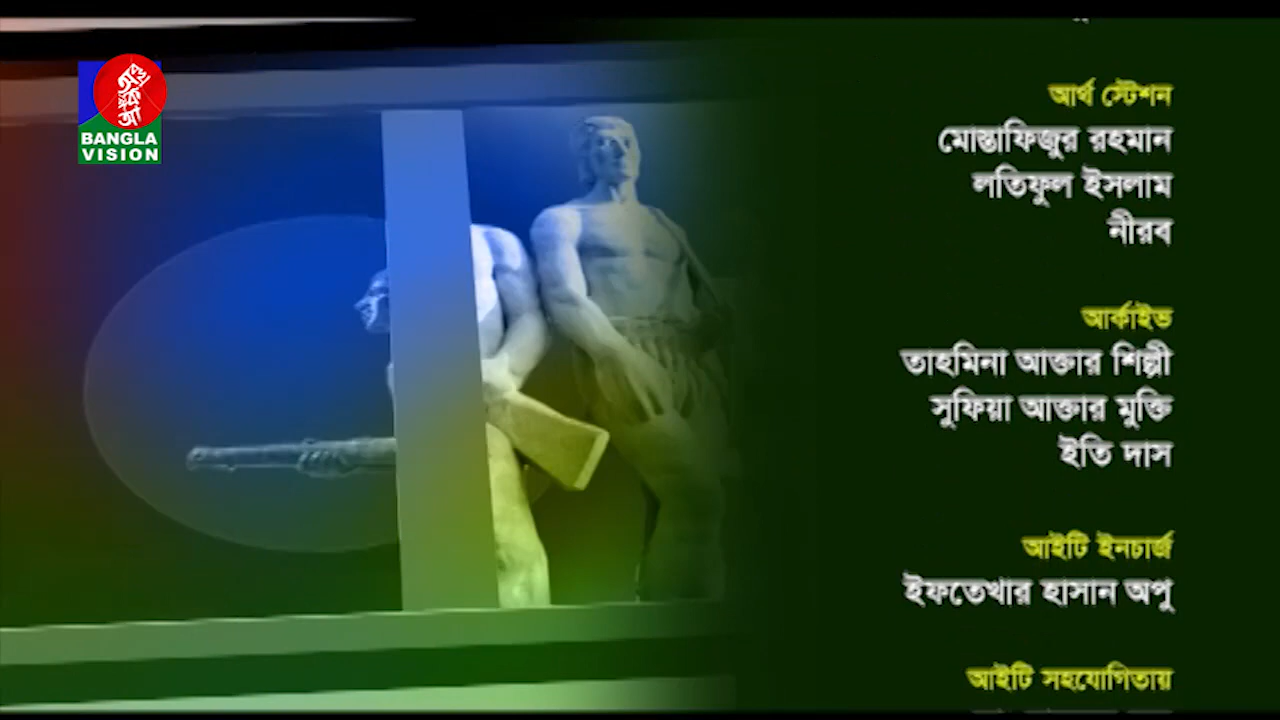 BANGLA
VISION
আর্থ স্টেশন
মোস্তাফিজুর রহমান
লতিফুল ইসলাম
নীরব
আর্কাইভ
তাহমিনা আক্তার শিল্পী
সুফিয়া আক্তার মুক্তি
ইতি দাস
আইটি ইনচার্জ
ইফতেখার হাসান অপু
আইটি সহযোগিতায়